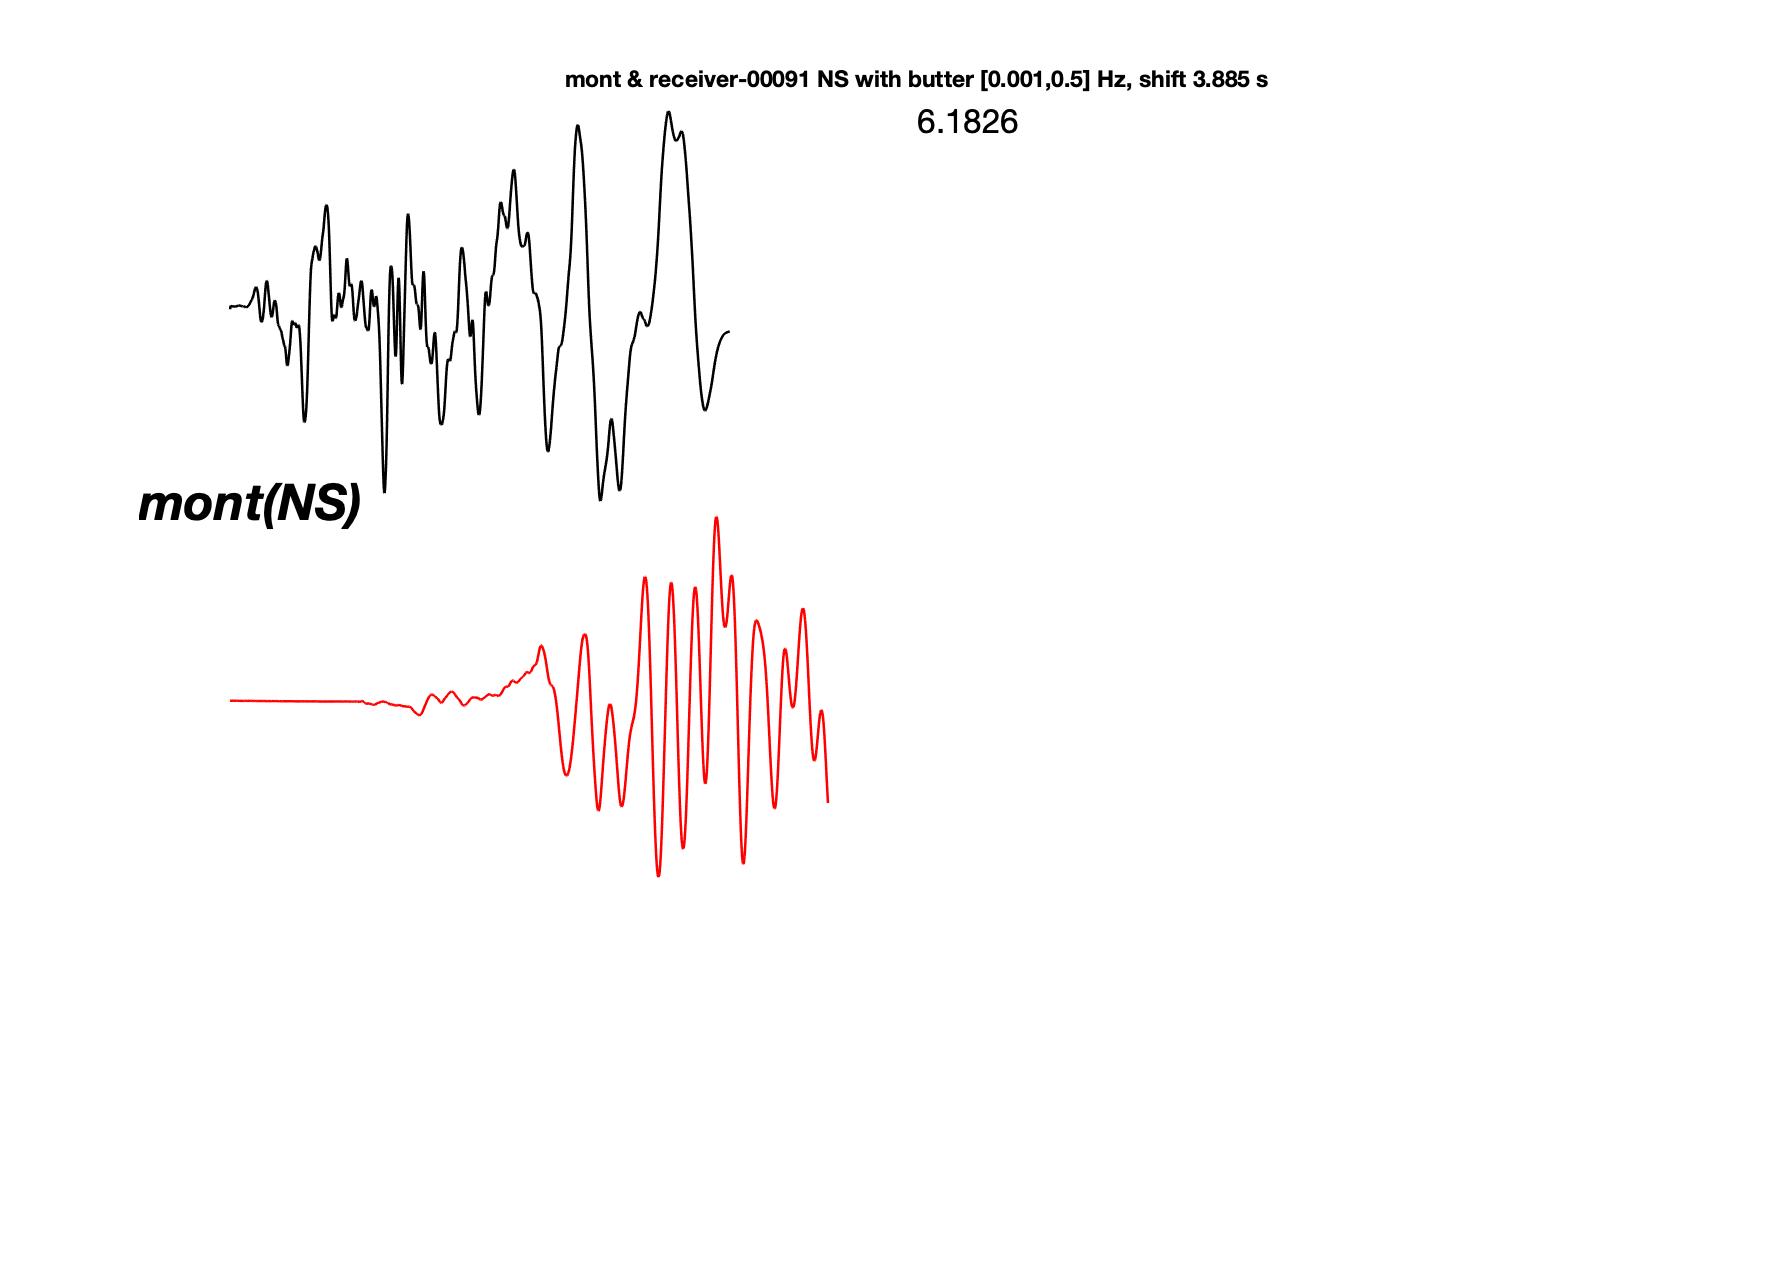 mont & receiver-00091 NS with butter [0.001,0.5] Hz, shift 3.885 s
6.1826
mont(NS)